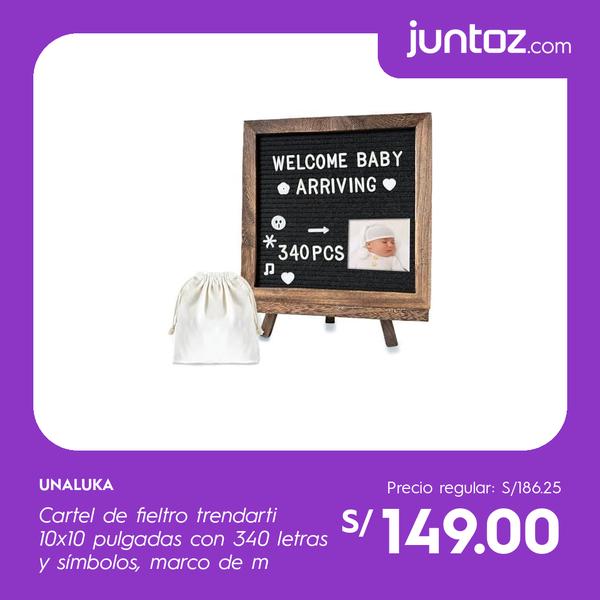 juntoz.com
WELCOME BABY
ARRIVING
340PCS
UNALUKA
Cartel de fieltro trendarti
10x10 pulgadas con 340 letras
y símbolos, marco de m
Precio regular: S/186.25
S/149.00